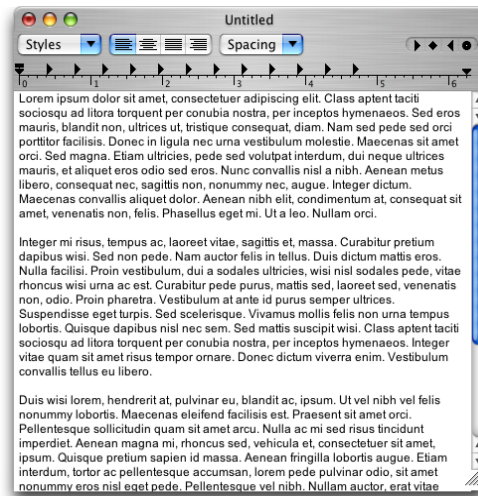 Untitled
Styles Spacing
0 1 2 3 4 5 6
Lorem ipsum dolor sit amet, consectetuer adipiscing elit. Class aptent taciti
sociosqu ad litora torquent per conubia nostra, per inceptos hymenaeos. Sed eros
mauris, blandit non, ultrices ut, tristique consequat, diam. Nam sed pede sed orci
porttitor facilisis. Donec in ligula nec urna vestibulum molestie. Maecenas sit amet
orci. Sed magna. Etiam ultricies, pede sed volutpat interdum, dui neque ultrices
mauris, et aliquet eros odio sed eros. Nunc convallis nisl a nibh. Aenean metus
libero, consequat nec, sagittis non, nonummy nec, augue. Integer dictum.
Maecenas convallis aliquet dolor. Aenean nibh elit, condimentum at, consequat sit
amet, venenatis non, felis. Phasellus eget mi. Ut a leo. Nullam orci.
Integer mi risus, tempus ac, laoreet vitae, sagittis et, massa. Curabitur pretium
dapibus wisi. Sed non pede. Nam auctor felis in tellus. Duis dictum mattis eros.
Nulla facilisi. Proin vestibulum, dui a sodales ultricies, wisi nisl sodales pede, vitae
rhoncus wisi urna ac est. Curabitur pede purus, mattis sed, laoreet sed, venenatis
non, odio. Proin pharetra. Vestibulum at ante id purus semper ultrices.
Suspendisse eget turpis. Sed scelerisque. Vivamus mollis felis non urna tempus
lobortis. Quisque dapibus nisl nec sem. Sed mattis suscipit wisi. Class aptent taciti
ad litora torquent per conubia nostra, per inceptos hymenaeos. Integer
vitae quam sit amet risus tempor ornare. Donec dictum viverra enim. Vestibulum
convallis tellus eu libero.
Duis wisi lorem, hendrerit at, pulvinar eu, blandit ac, ipsum. Ut vel nibh vel felis
nonummy lobortis. Maecenas eleifend facilisis est. Praesent sit amet orci.
Pellentesque sollicitudin quam sit amet arcu. Nulla ac mi sed risus tincidunt
imperdiet. Aenean magna mi, rhoncus sed, vehicula et, consectetuer sit amet,
ipsum. Quisque pretium sapien id massa. Aenean fringilla lobortis augue. Etiam
interdum, tortor ac pellentesque accumsan, lorem pede pulvinar odio, sit amet
nonummy eros nisl eget pede. Pellentesque vel nibh. Nullam auctor, erat vitae